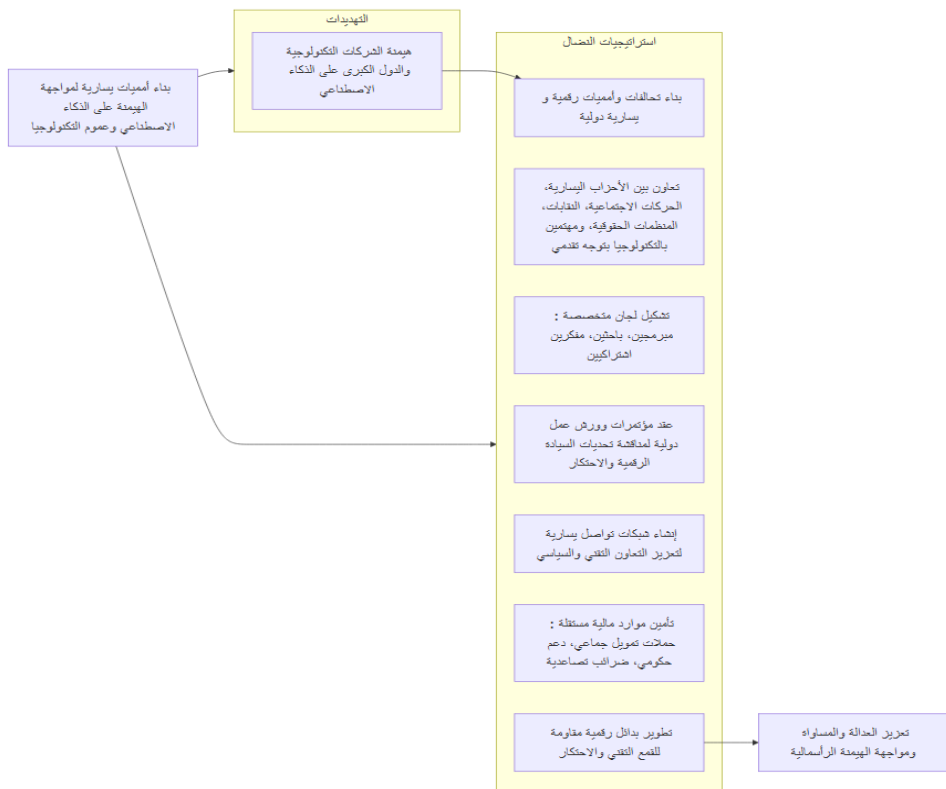 التهديدات
هيمنة الشركات التكنولوجية
والدول الكبرى على الذكاء
الاصطناعي
بناء أمميات يسارية لمواجهة
الهيمنة على الذكاء
الاصطناعي وعموم التكنولوجيا
استراتيجيات النضال
بناء تحالفات وأمميات رقمية و
يسارية دولية
تعاون بين الأحزاب اليسارية،
الحركات الاجتماعية، النقابات،
المنظمات الحقوقية، ومهتمين
بالتكنولوجيا بتوجه تقدمي
تشكيل لجان متخصصة :
مبرمجين، باحثين، مفكرين
اشتراكيين
عقد مؤتمرات وورش عمل
دولية لمناقشة تحديات السيادة
الرقمية والاحتكار
إنشاء شبكات تواصل يسارية
لتعزيز التعاون التقني والسياسي
تأمين موارد مالية مستقلة :
حملات تمويل جماعي، دعم
حكومي، ضرائب تصاعدية
تطوير بدائل رقمية مقاومة
للقمع التقني والاحتكار
تعزيز العدالة والمساواة
ومواجهة الهيمنة الرأسمالية